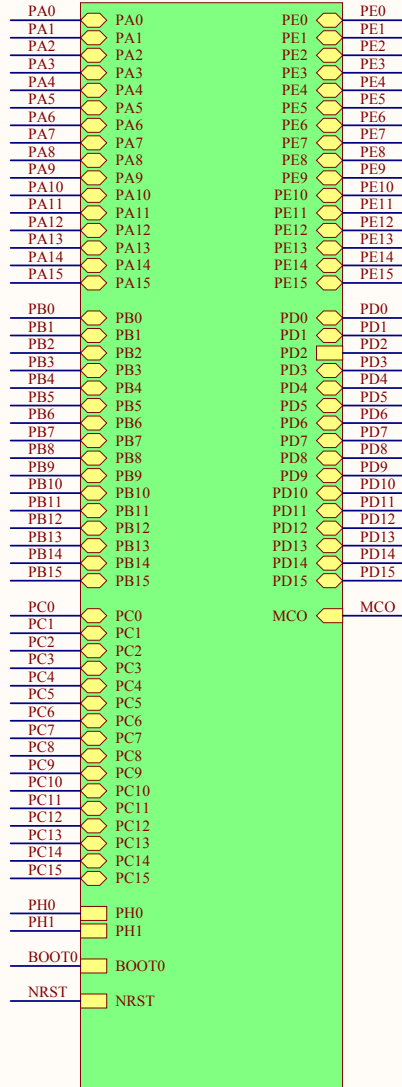 PA0 PA0 PE0 PE0
PA1 PA1 PE1 PE1
PA2 PA2 PE2 PE2
PA3 PA3 PE3 PE3
PA4 PA4 PE4 PE4
PA5 PA5 PE5 PE5
PA6 PA6 PE6 PE6
PA7 PA7 PE7 PE7
PA8 PA8 PE8 PE8
PA9 PA9 PE9 PE9
PA10 PA10 PE10 PE10
PA11 PA11 PE11 PE11
PA12 PA12 PE12 PE12
PA13 PA13 PE13 PE13
PA14 PA14 PE14 PE14
PA15 PA15 PE15 PE15
PB0 PB0 PD0 PD0
PB1 PB1 PD1 PD1
PB2 PB2 PD2 PD2
PB3 PB3 PD3 PD3
PB4 PB4 PD4 PD4
PB5 PB5 PD5 PD5
PB6 PB6 PD6 PD6
PB7 PB7 PD7 PD7
PB8 PB8 PD8 PD8
PB9 PB9 PD9 PD9
PB10 PB10 PD10 PD10
PB11 PB11 PD11 PD11
PB12 PB12 PD12 PD12
PB13 PB13 PD13 PD13
PB14 PB14 PD14 PD14
PB15 PB15 PD15 PD15
PC0 PC0 MCO MCO
PC1 PC1
PC2 PC2
PC3 PC3
PC4 PC4
PC5 PC5
PC6 PC6
PC7 PC7
PC8 PC8
PC9 PC9
PC10 PC10
PC11 PC11
PC12 PC12
PC13 PC13
PC14 PC14
PC15 PC15
PH0 PH0
PH1 PH1
BOOT0 BOOT0
NRST NRST